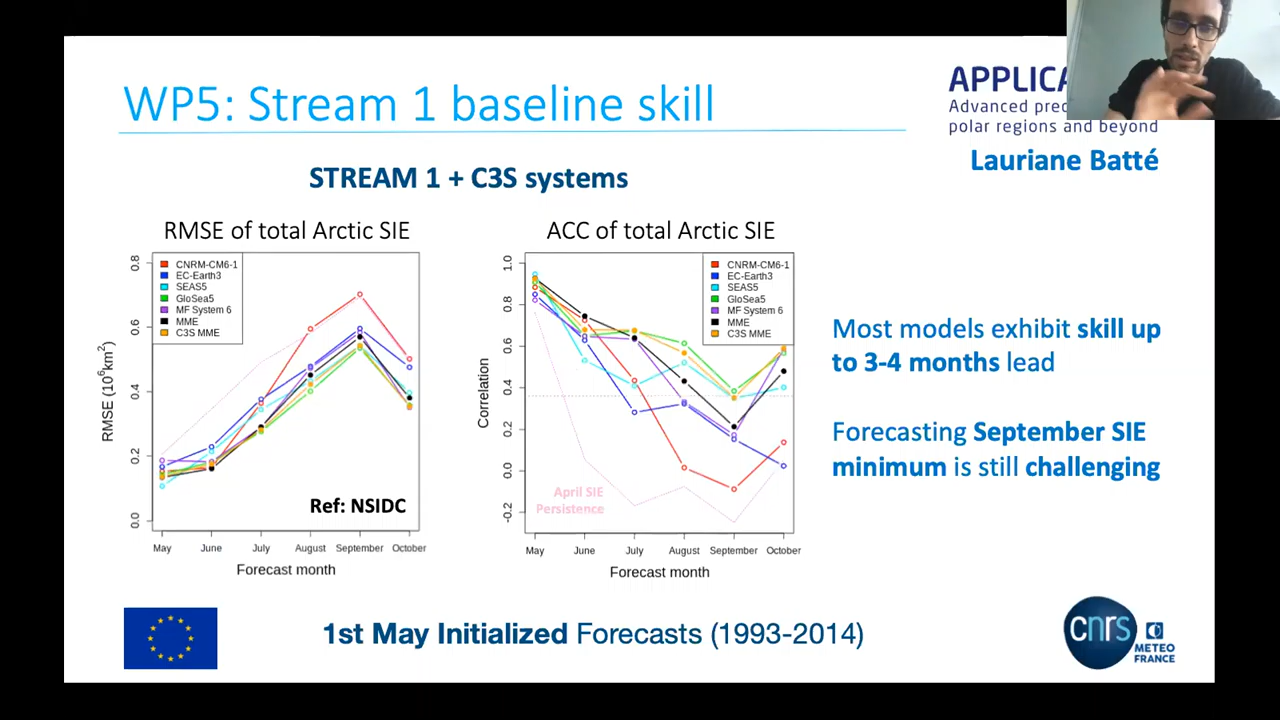 WP5: Stream 1 baseline skill
APPLICA
Advanced pred
polar regions and beyond
Lauriane Batté
STREAM 1 + C3S systems
RMSE of total Arctic SIE
0.8
0.6
0.4
0.2
0.0
RMSE (10⁶km²)
CNRM-CM6-1
EC-Earth3
SEAS5
GloSea5
MF System 6
MME
C3S MME
Ref: NSIDC
May June July August September October
Forecast month
ACC of total Arctic SIE
1.0
0.8
0.6
0.4
0.2
0.0
-0.2
Correlation
CNRM-CM6-1
EC-Earth3
SEAS5
GloSea5
MF System 6
MME
C3S MME
April SIE
Persistence
May June July August September October
Forecast month
Most models exhibit skill up
to 3-4 months lead
Forecasting September SIE
minimum is still challenging
1st May Initialized Forecasts (1993-2014)
cnrs
METEO
FRANCE